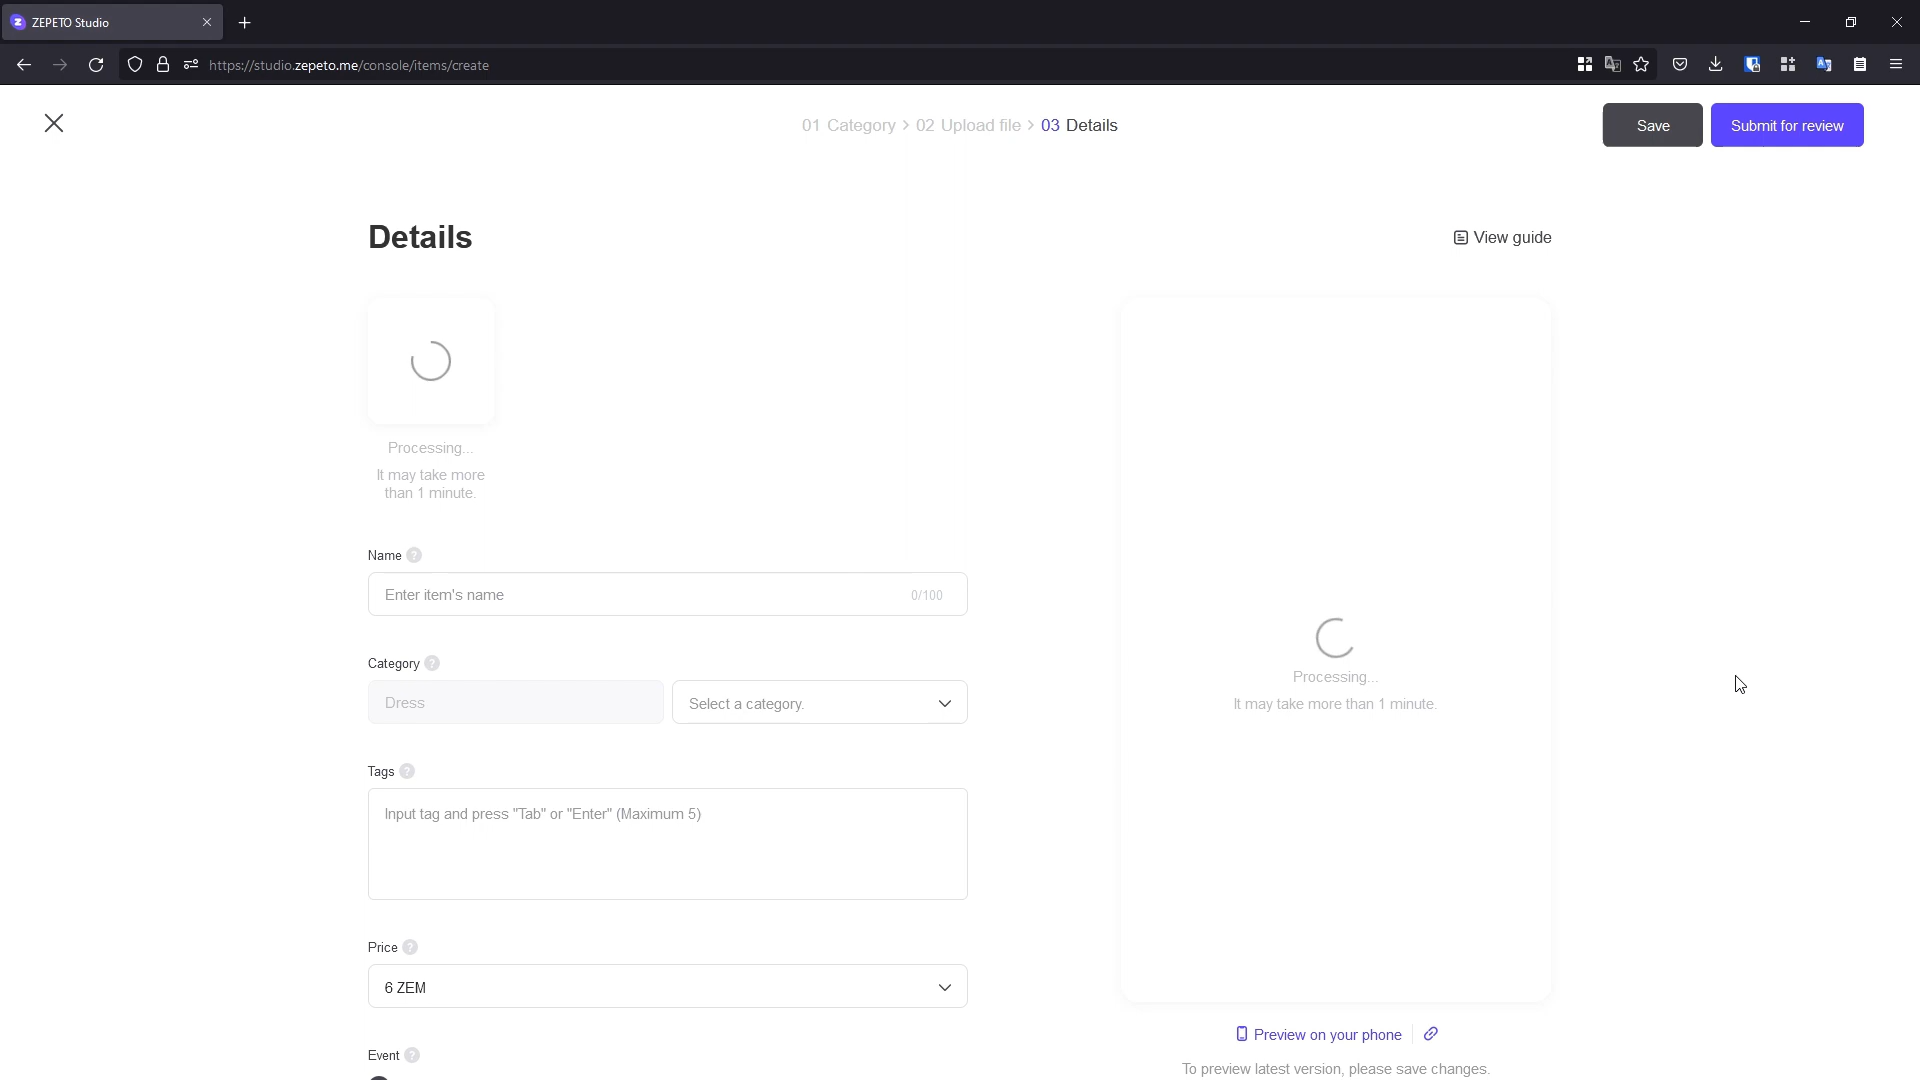 ZEPETO Studio
https://studio.zepeto.me/console/items/create
01 Category > 02 Upload file > 03 Details
Save
Submit for review
Details
View guide
Processing...
It may take more
than 1 minute.
Name ?
Enter item's name
0/100
Category ?
Dress
Select a category.
Tags ?
Input tag and press "Tab" or "Enter" (Maximum 5)
Price ?
6 ZEM
Event ?
Processing...
It may take more than 1 minute.
Preview on your phone
To preview latest version, please save changes.